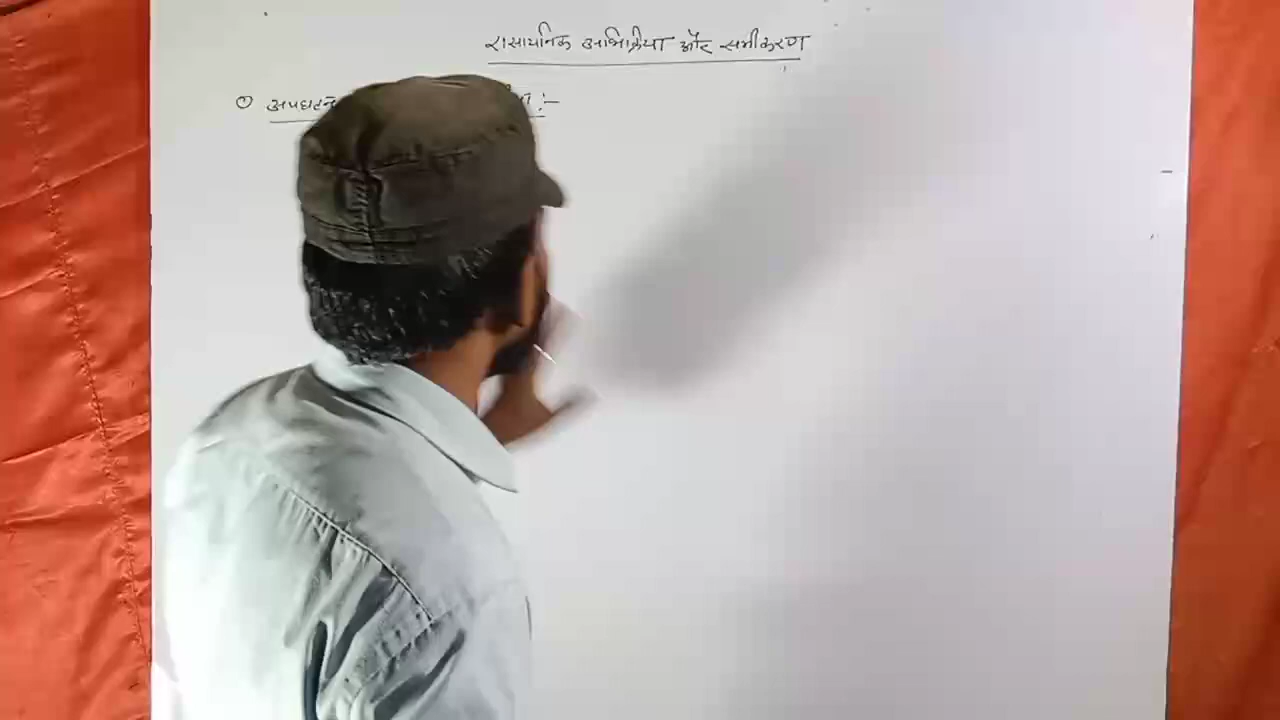 रासायनिक अभिक्रिया और समीकरण
① अपघटन :-